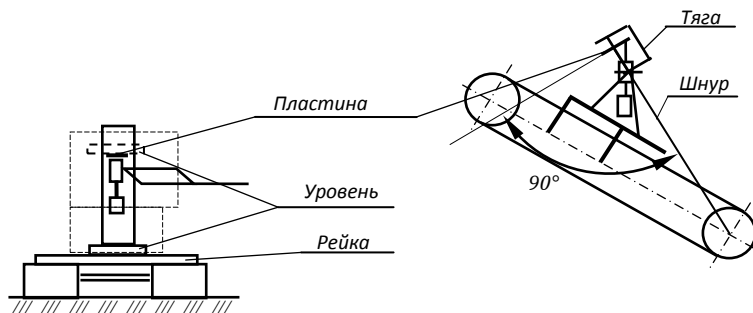 Тяга
Шнур
Пластина
90°
Уровень
Рейка